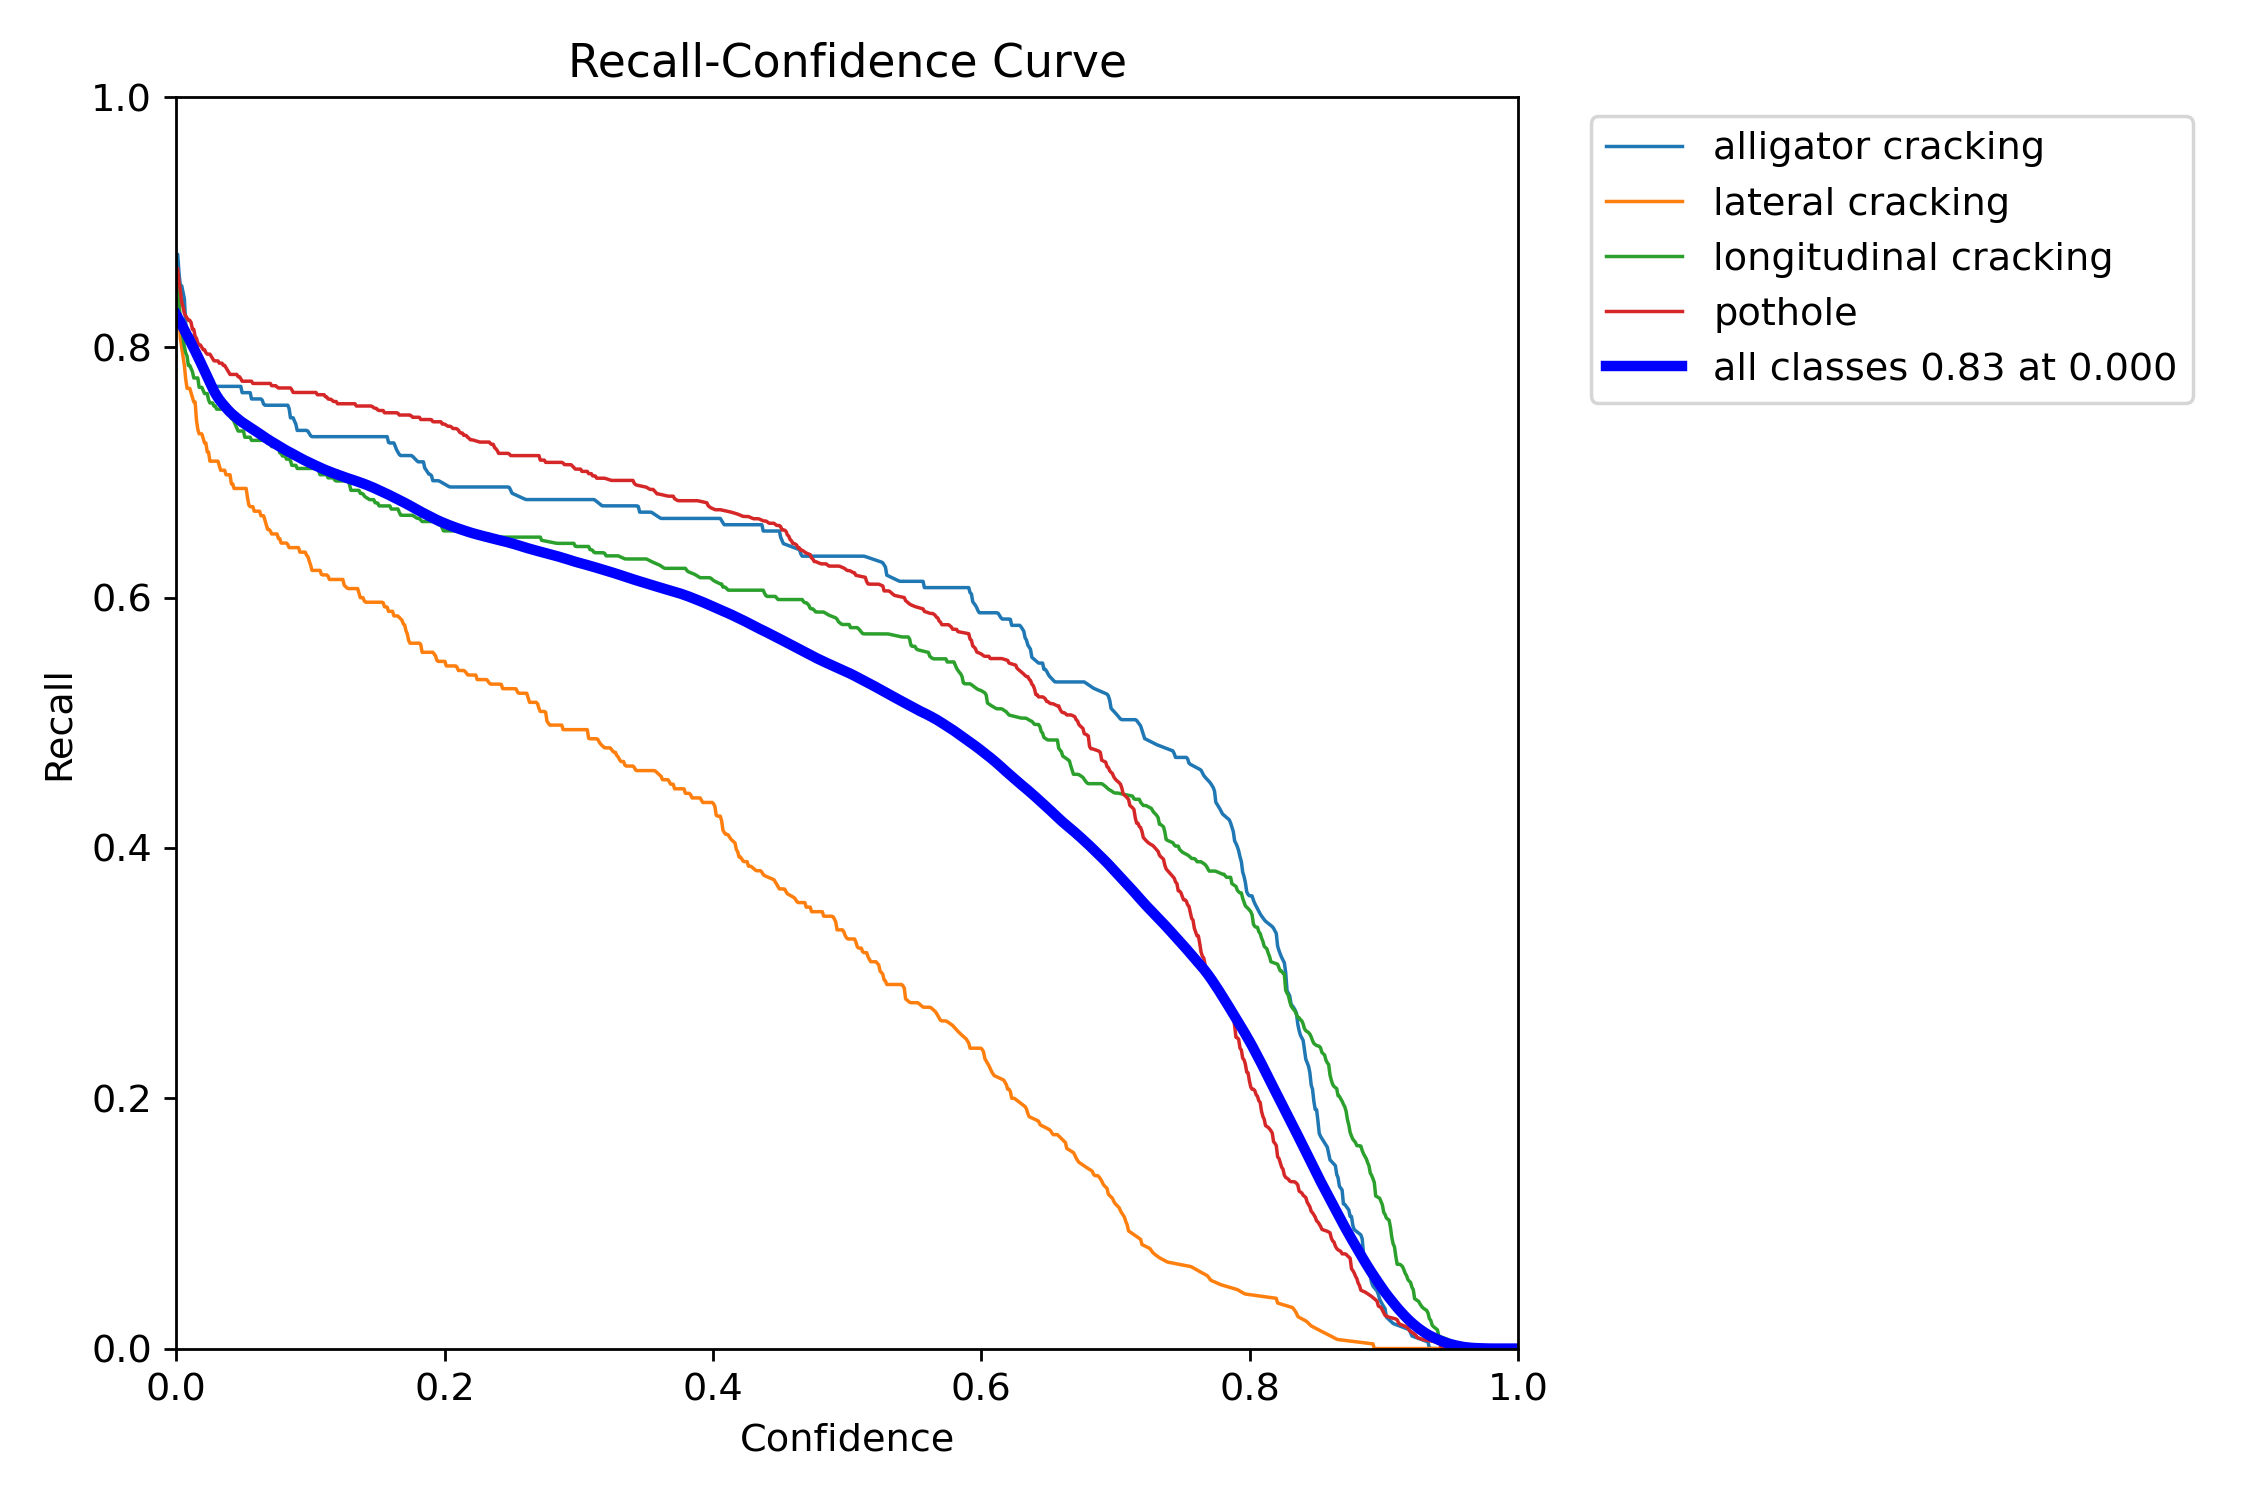 Recall-Confidence Curve
1.0
0.8
0.6
0.4
0.2
0.0
Recall
0.0 0.2 0.4 0.6 0.8 1.0
Confidence
alligator cracking
lateral cracking
longitudinal cracking
pothole
all classes 0.83 at 0.000